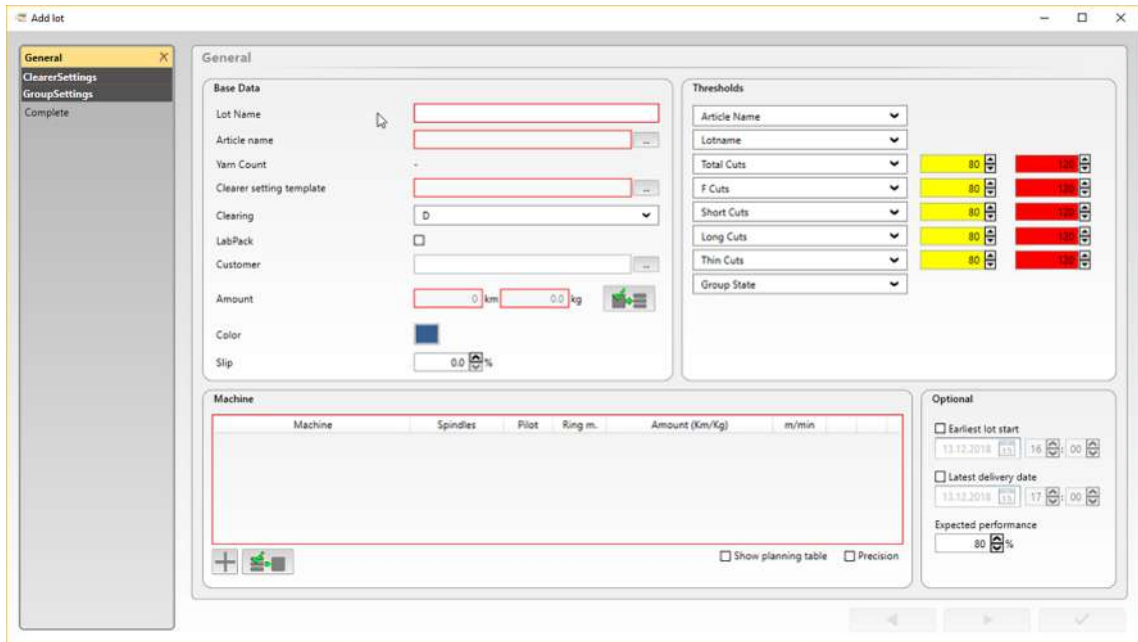 Add lot
General
ClearerSettings
GroupSettings
Complete
General
Base Data
Lot Name
Article name
...
Yarn Count
-
Clearer setting template
...
Clearing
D
LabPack
Customer
...
Amount
0 km 0.0 kg
Color
Slip
0.0 %
Thresholds
Article Name
Lotname
Total Cuts 80 120
F Cuts 80 120
Short Cuts 80 120
Long Cuts 80 120
Thin Cuts 80 120
Group State
Machine
Machine Spindles Pilot Ring m. Amount (Km/Kg) m/min
Show planning table Precision
Optional
Earliest lot start
13.12.2018 15 16 : 00
Latest delivery date
13.12.2018 15 17 : 00
Expected performance
80 %